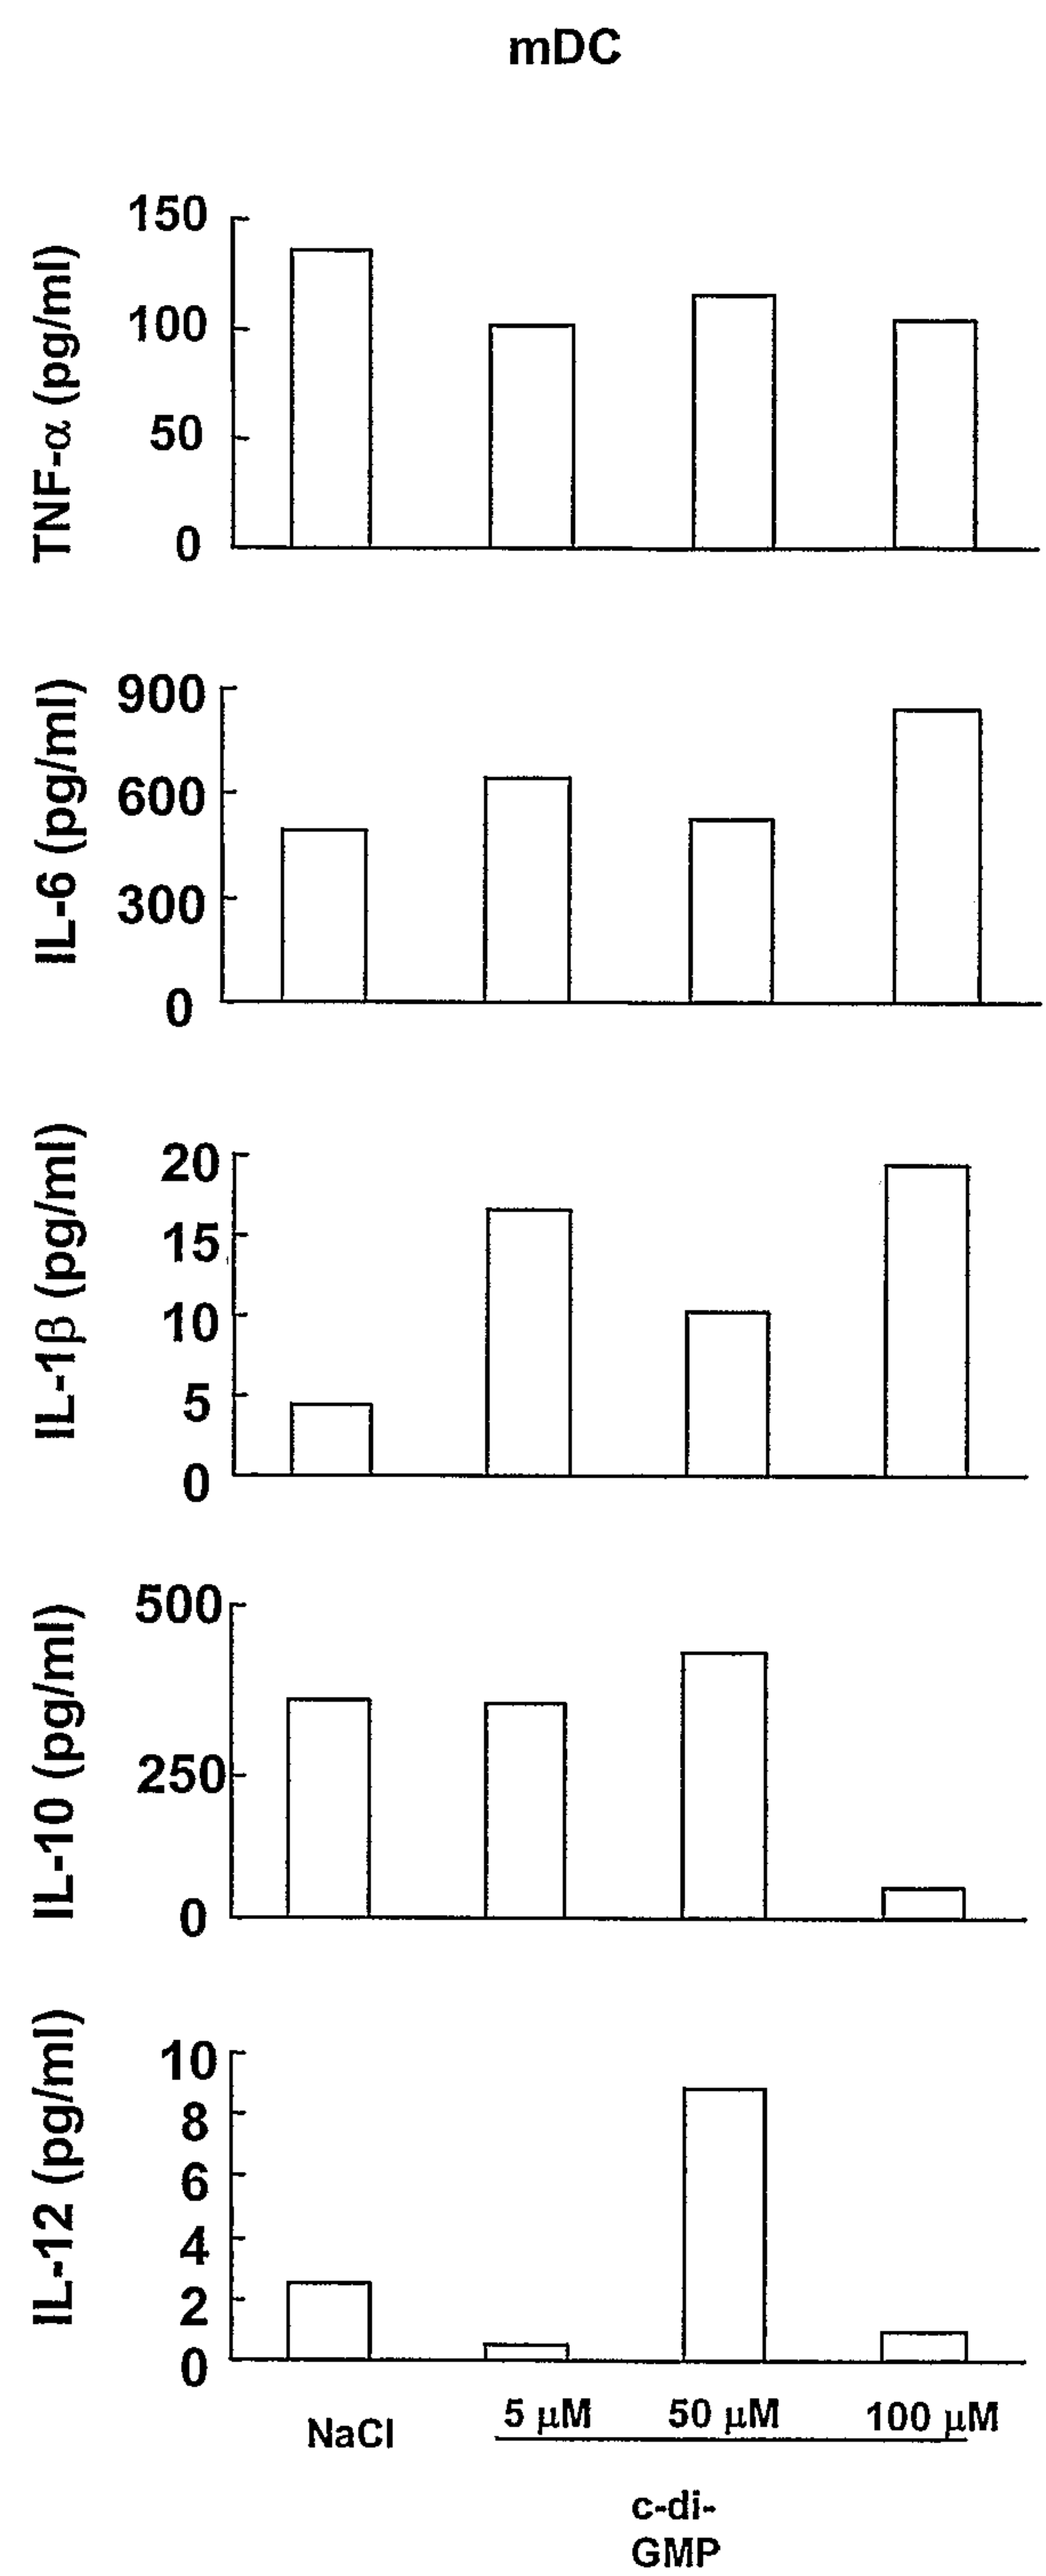 mDC
TNF-α (pg/ml)
150
100
50
0
IL-6 (pg/ml)
900
600
300
0
IL-1β (pg/ml)
20
15
10
5
0
IL-10 (pg/ml)
500
250
0
IL-12 (pg/ml)
10
8
6
4
2
0
NaCl
5 μM
50 μM
100 μM
c-di-
GMP